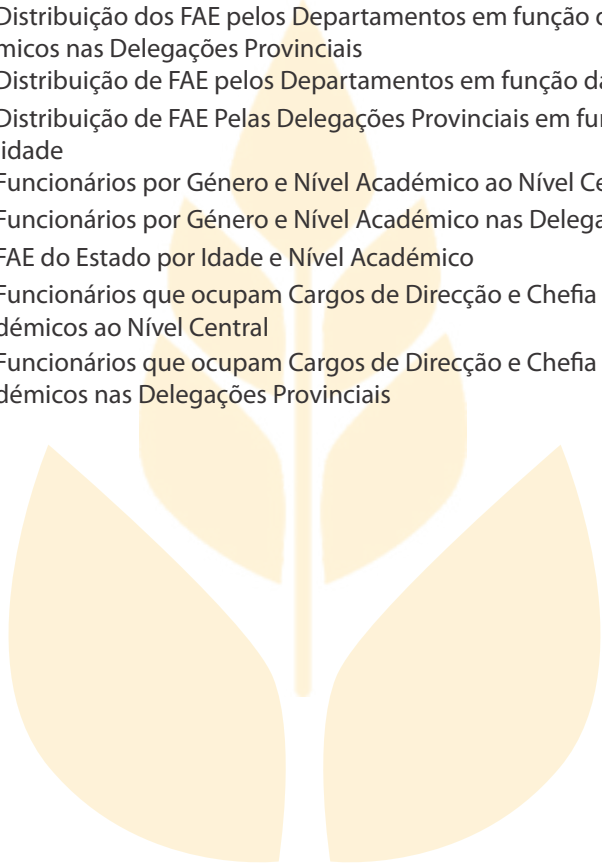 Distribuição dos FAE pelos Departamentos em função
micos nas Delegações Provinciais
Distribuição de FAE pelos Departamentos em função da
Distribuição de FAE Pelas Delegações Provinciais em
idade
Funcionários por Género e Nível Académico ao Nível
Funcionários por Género e Nível Académico nas
FAE do Estado por Idade e Nível Académico
Funcionários que ocupam Cargos de Direcção e Chefia
démicos ao Nível Central
Funcionários que ocupam Cargos de Direcção e Chefia
démicos nas Delegações Provinciais